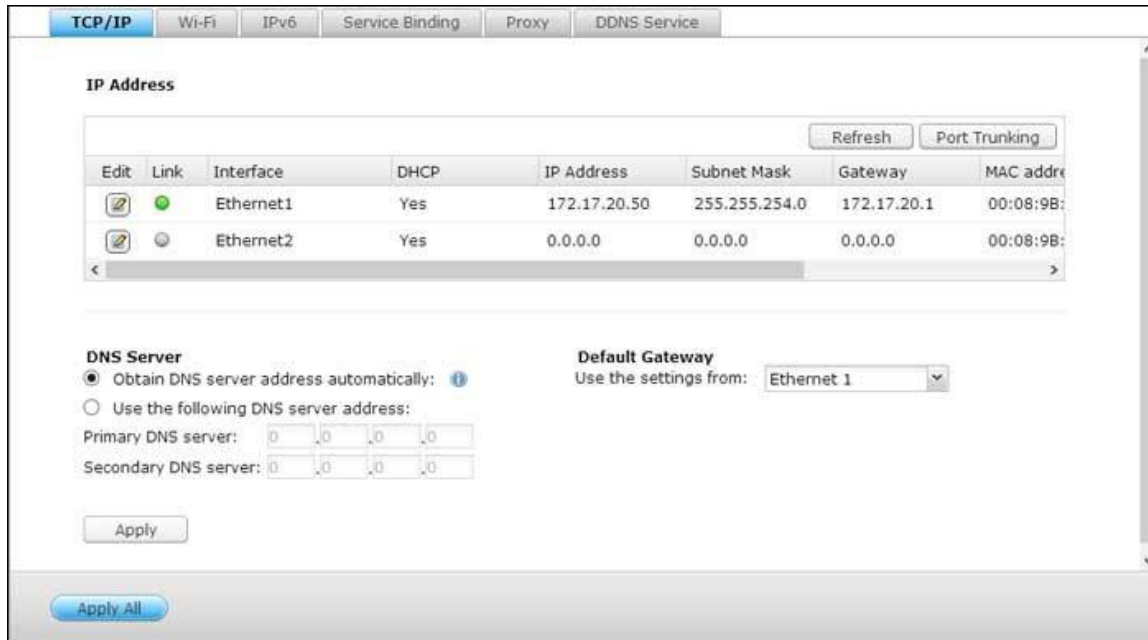 TCP/IP Wi-Fi IPv6 Service Binding Proxy DDNS Service
IP Address
Refresh Port Trunking
Edit Link Interface DHCP IP Address Subnet Mask Gateway MAC addre
Ethernet1 Yes 172.17.20.50 255.255.254.0 172.17.20.1 00:08:9B:
Ethernet2 Yes 0.0.0.0 0.0.0.0 0.0.0.0 00:08:9B:
DNS Server
Obtain DNS server address automatically:
Use the following DNS server address:
Primary DNS server: 0 .0 .0 .0
Secondary DNS server: 0 .0 .0 .0
Default Gateway
Use the settings from: Ethernet 1
Apply
Apply All